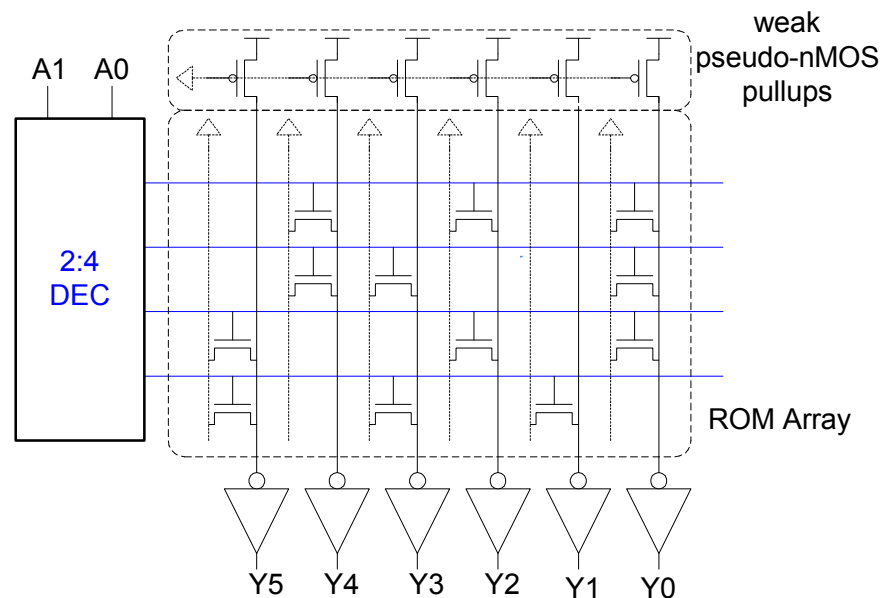 weak
pseudo-nMOS
pullups
A1 A0
2:4
DEC
ROM Array
Y5 Y4 Y3 Y2 Y1 Y0